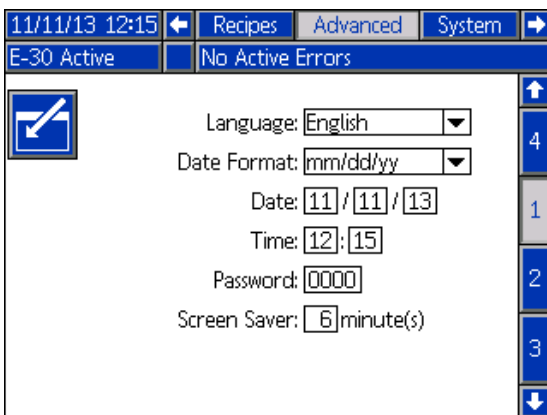 11/11/13 12:15 Recipes Advanced System
E-30 Active No Active Errors
Language: English
Date Format: mm/dd/yy
Date: 11 / 11 / 13
Time: 12 : 15
Password: 0000
Screen Saver: 6 minute(s)
4
1
2
3